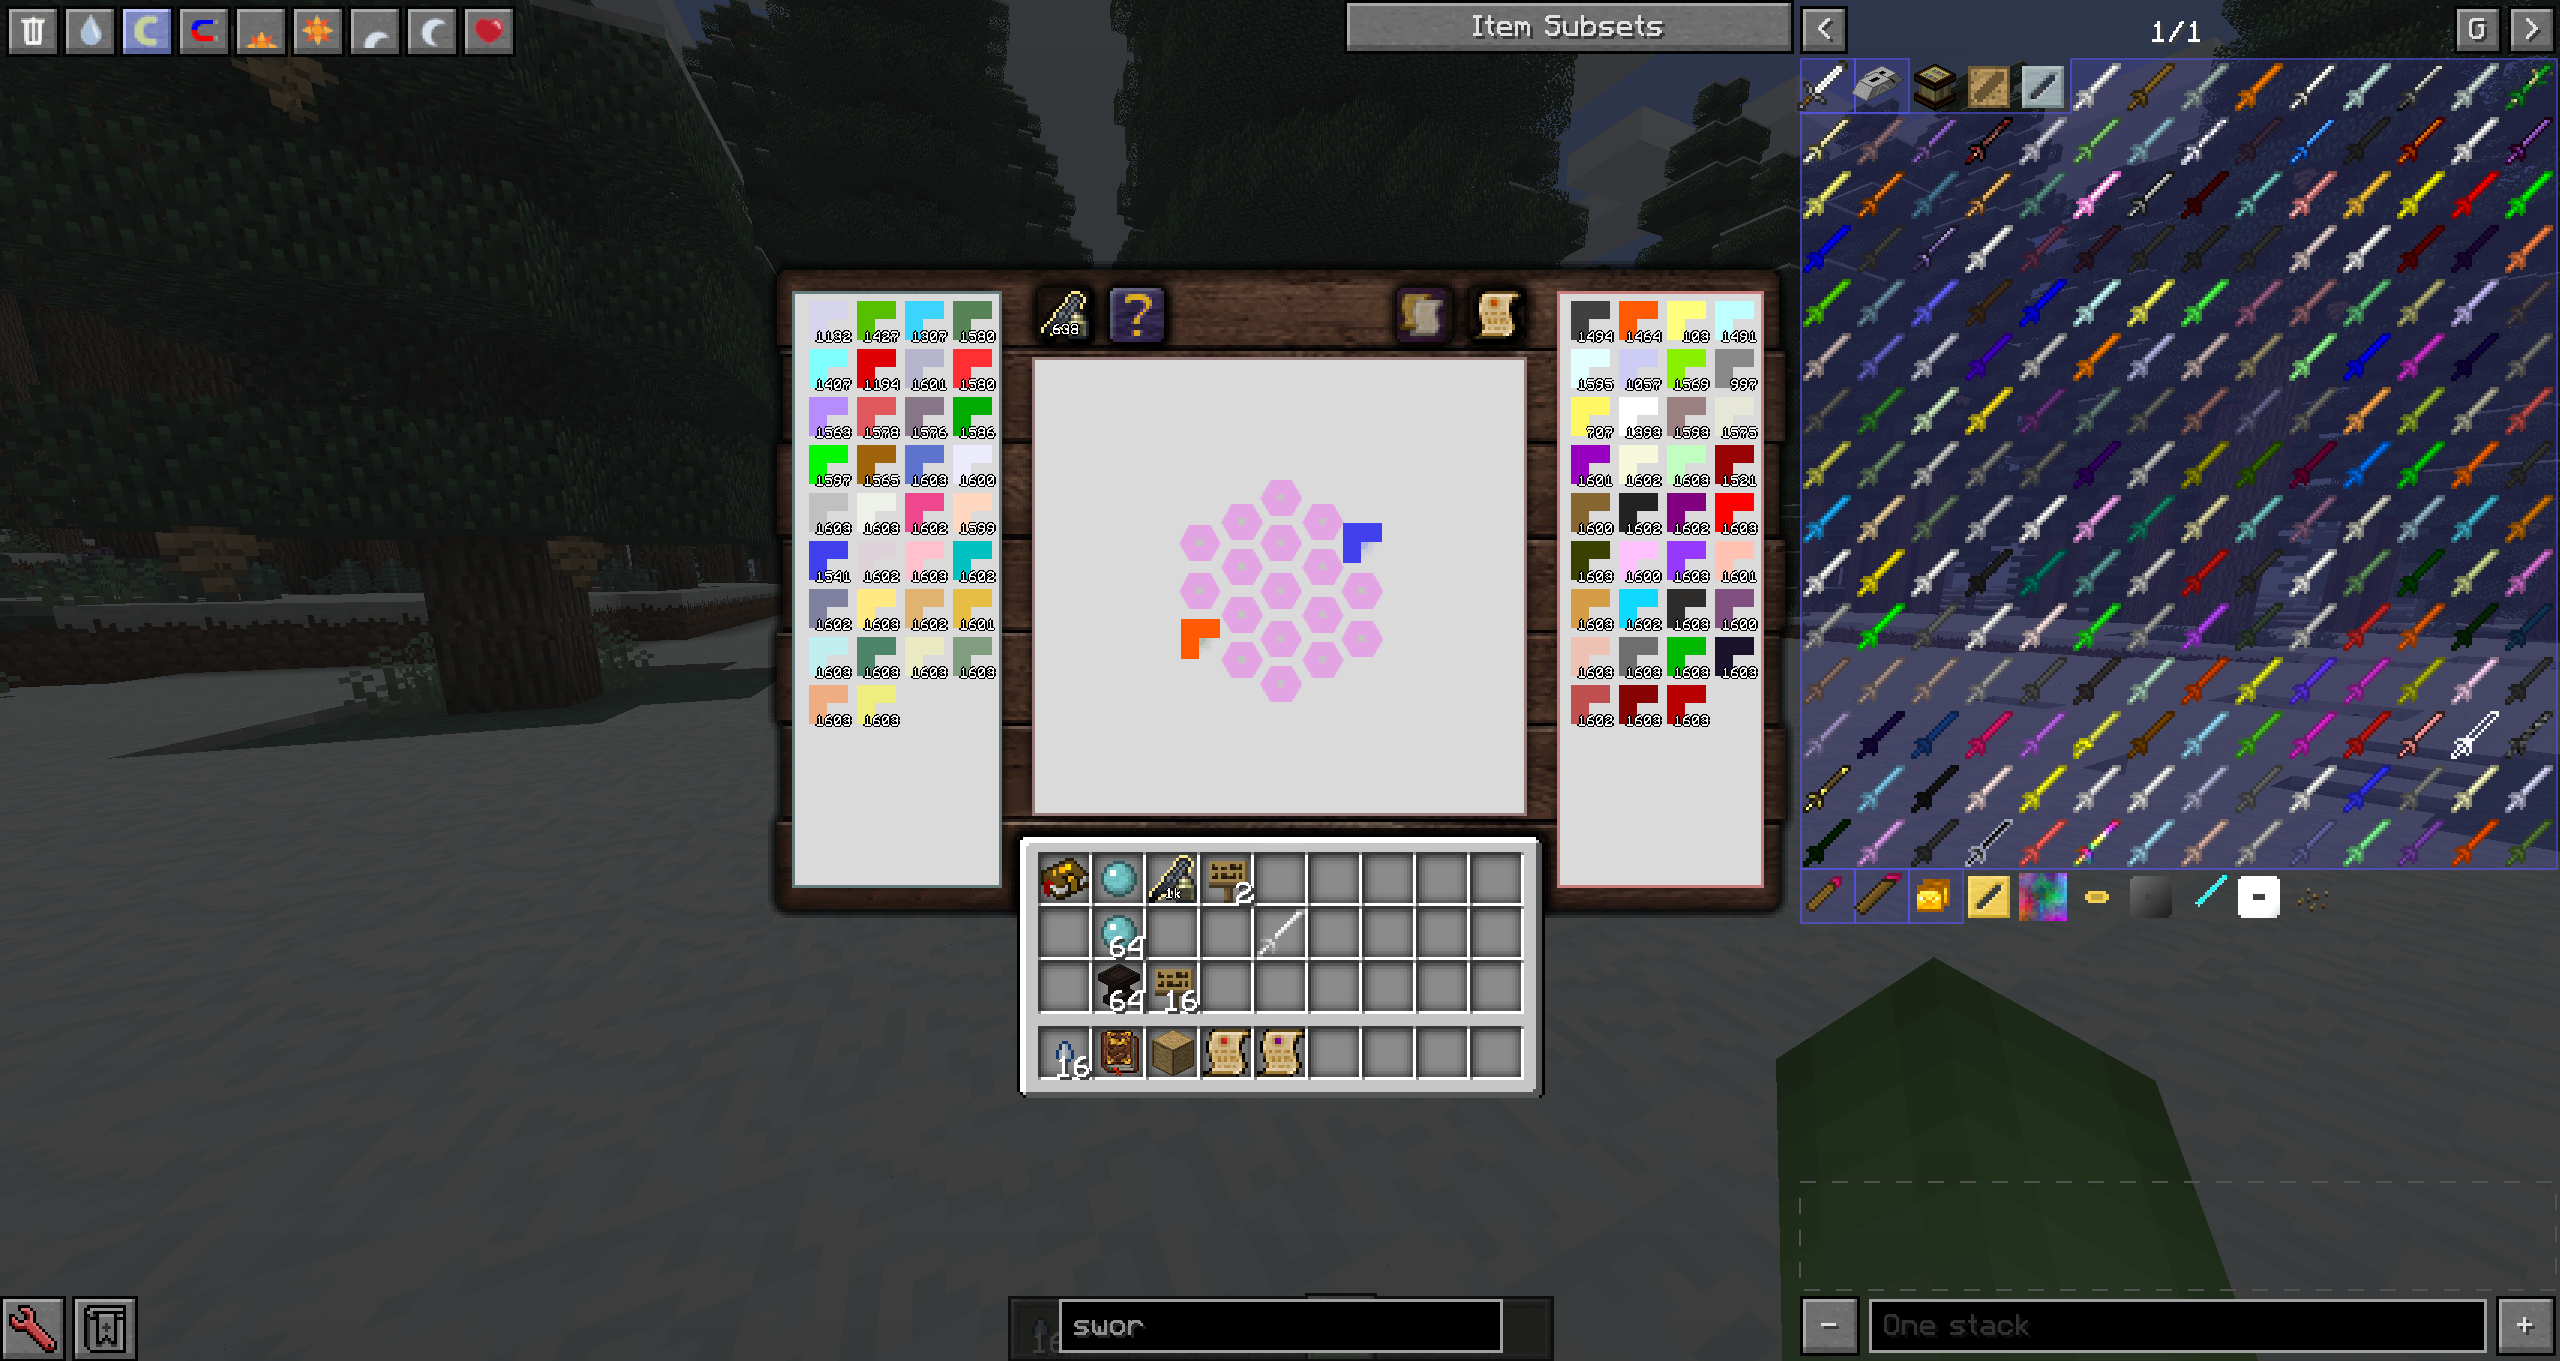 Item Subsets
1/1
G
638
1132 1427 1307 1580
1407 1194 1601 1580
1563 1578 1576 1586
1597 1565 1603 1600
1603 1603 1602 1599
1541 1602 1603 1602
1602 1603 1602 1601
1603 1603 1603 1603
1603 1603
1494 1464 103 1491
1595 1057 1569 997
707 1393 1593 1575
1601 1602 1603 1521
1600 1602 1602 1603
1603 1600 1603 1601
1603 1602 1603 1600
1603 1603 1603 1603
1602 1603 1603
1k 2
64
64 16
16
swor
One stack